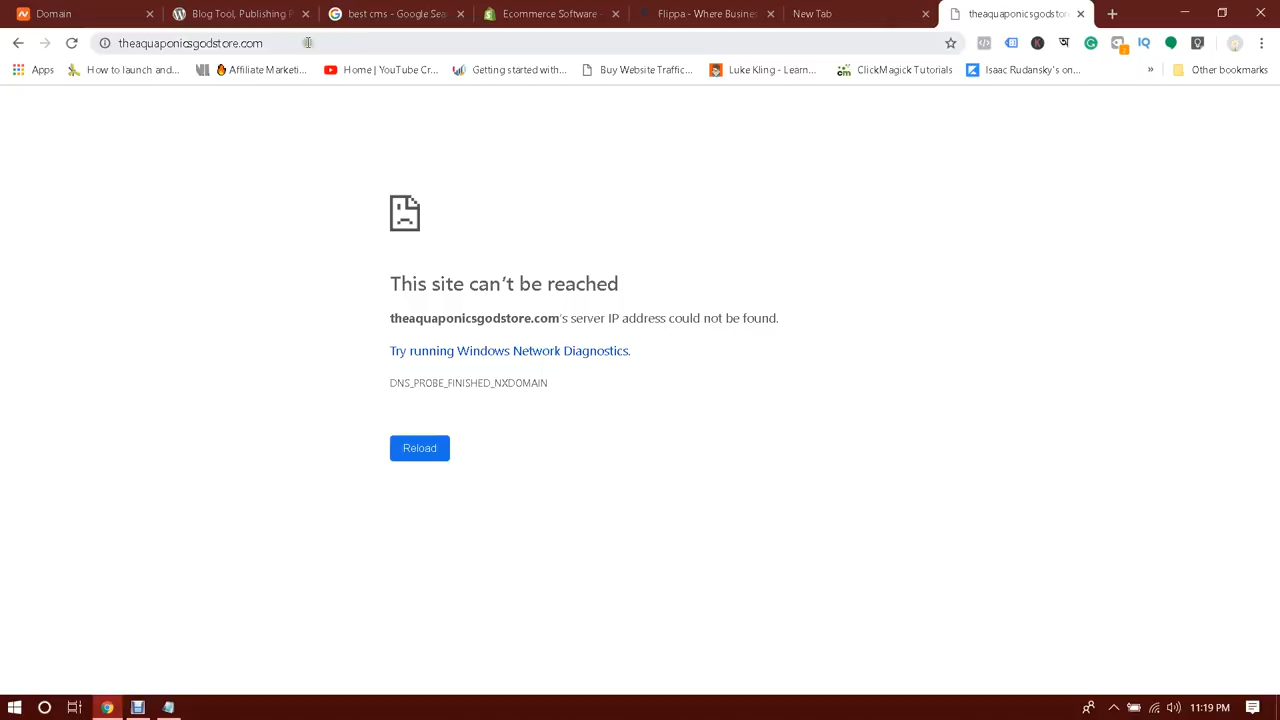 Domain
Blog Tool, Publishing P
best cms - Google Sea
Ecommerce Software -
Flippa - Where Busines
New Tab
theaquaponicsgodstore
theaquaponicsgodstore.com
Apps
How to launch and...
Affiliate Marketi...
Home | YouTube Cr...
Getting started with...
Buy Website Traffic...
Luke Kling - Learn...
ClickMagick Tutorials
Isaac Rudansky's on...
»
Other bookmarks
This site can't be reached
theaquaponicsgodstore.com's server IP address could not be found.
Try running Windows Network Diagnostics.
DNS_PROBE_FINISHED_NXDOMAIN
Reload
11:19 PM